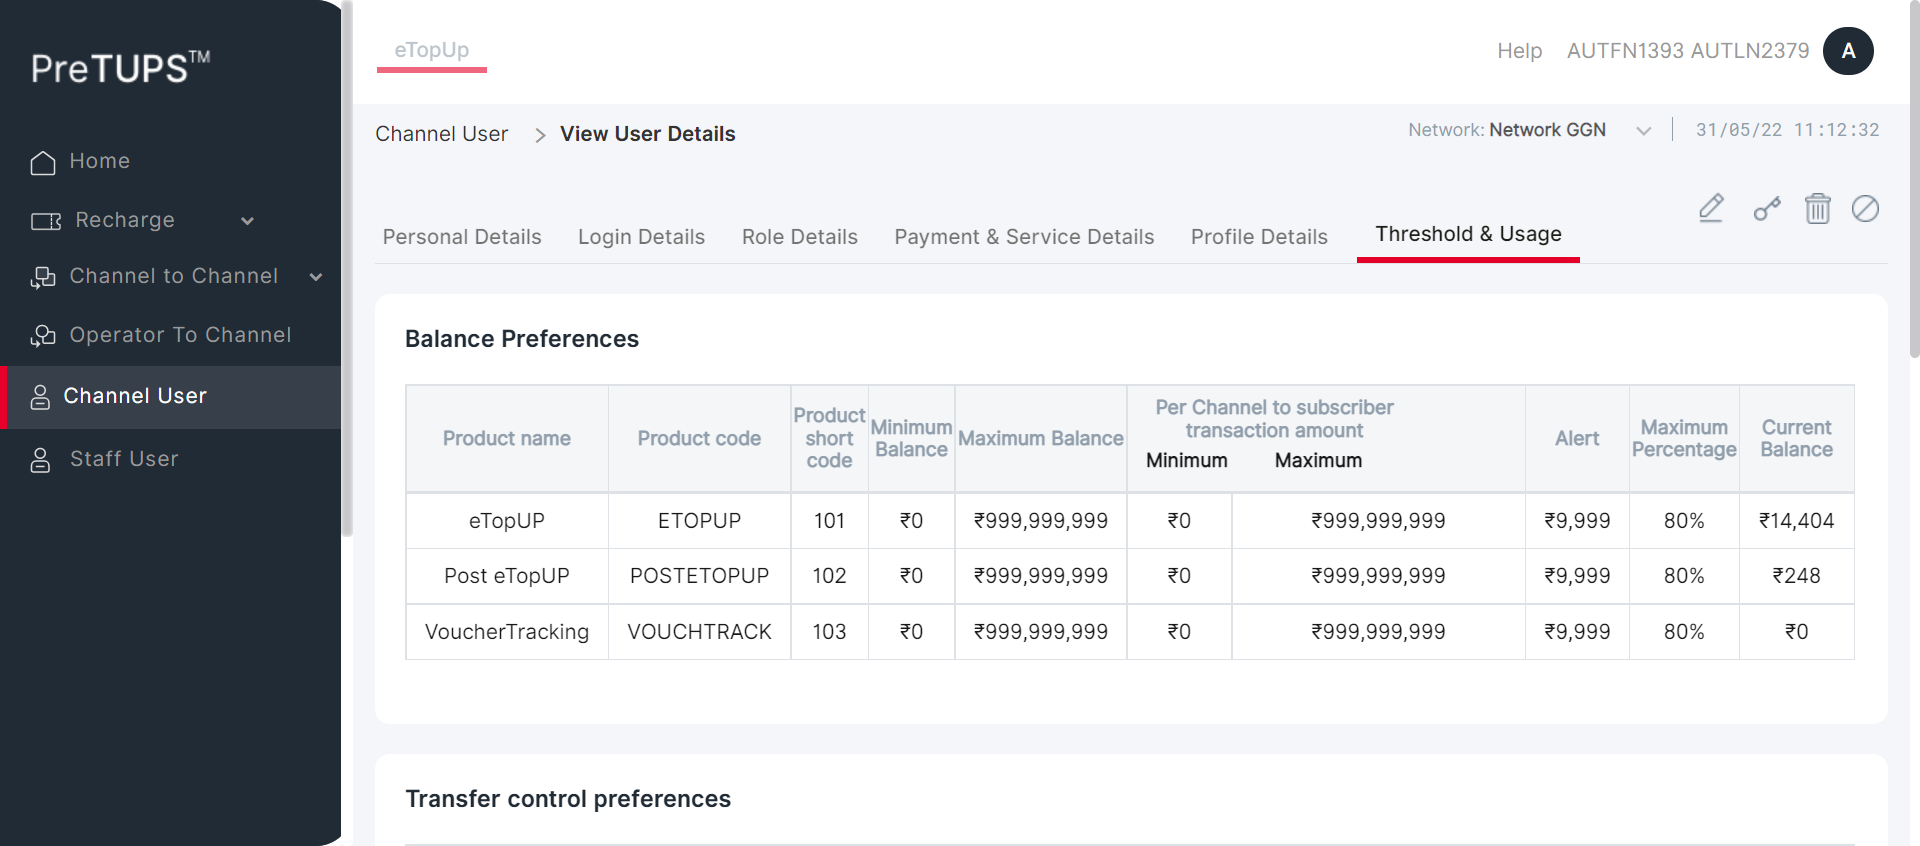 PreTUPS™
eTopUp
Help AUTFN1393 AUTLN2379 A
Home
Recharge
Channel to Channel
Operator To Channel
Channel User
Staff User
Channel User > View User Details
Network: Network GGN 31/05/22 11:12:32
Personal Details Login Details Role Details Payment & Service Details Profile Details Threshold & Usage
Balance Preferences
Product name Product code Product short code Minimum Balance Maximum Balance Per Channel to subscriber transaction amount Minimum Maximum Alert Maximum Percentage Current Balance
eTopUP ETOPUP 101 ₹0 ₹999,999,999 ₹0 ₹999,999,999 ₹9,999 80% ₹14,404
Post eTopUP POSTETOPUP 102 ₹0 ₹999,999,999 ₹0 ₹999,999,999 ₹9,999 80% ₹248
VoucherTracking VOUCHTRACK 103 ₹0 ₹999,999,999 ₹0 ₹999,999,999 ₹9,999 80% ₹0
Transfer control preferences